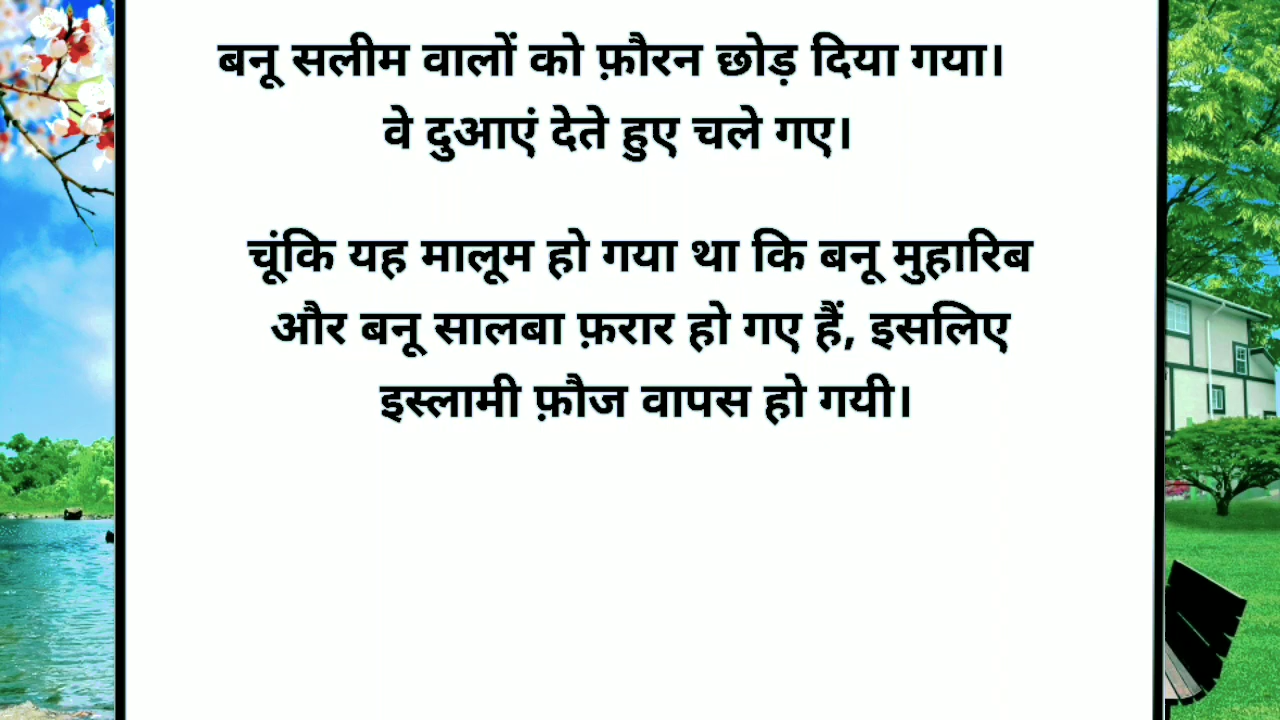 बनू सलीम वालों को फ़ौरन छोड़ दिया गया।
वे दुआएं देते हुए चले गए।
चूंकि यह मालूम हो गया था कि बनू मुहारिब
और बनू सालबा फ़रार हो गए हैं, इसलिए
इस्लामी फ़ौज वापस हो गयी।